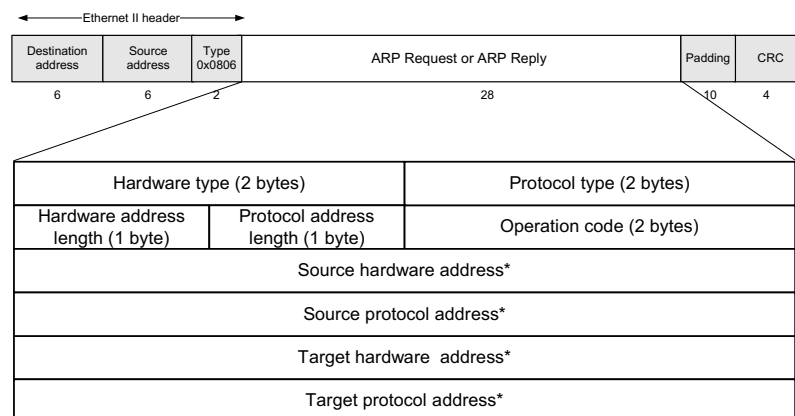 Ethernet II header
Destination address
Source address
Type 0x0806
ARP Request or ARP Reply
Padding
CRC
6
6
2
28
10
4
Hardware type (2 bytes)
Protocol type (2 bytes)
Hardware address length (1 byte)
Protocol address length (1 byte)
Operation code (2 bytes)
Source hardware address*
Source protocol address*
Target hardware address*
Target protocol address*